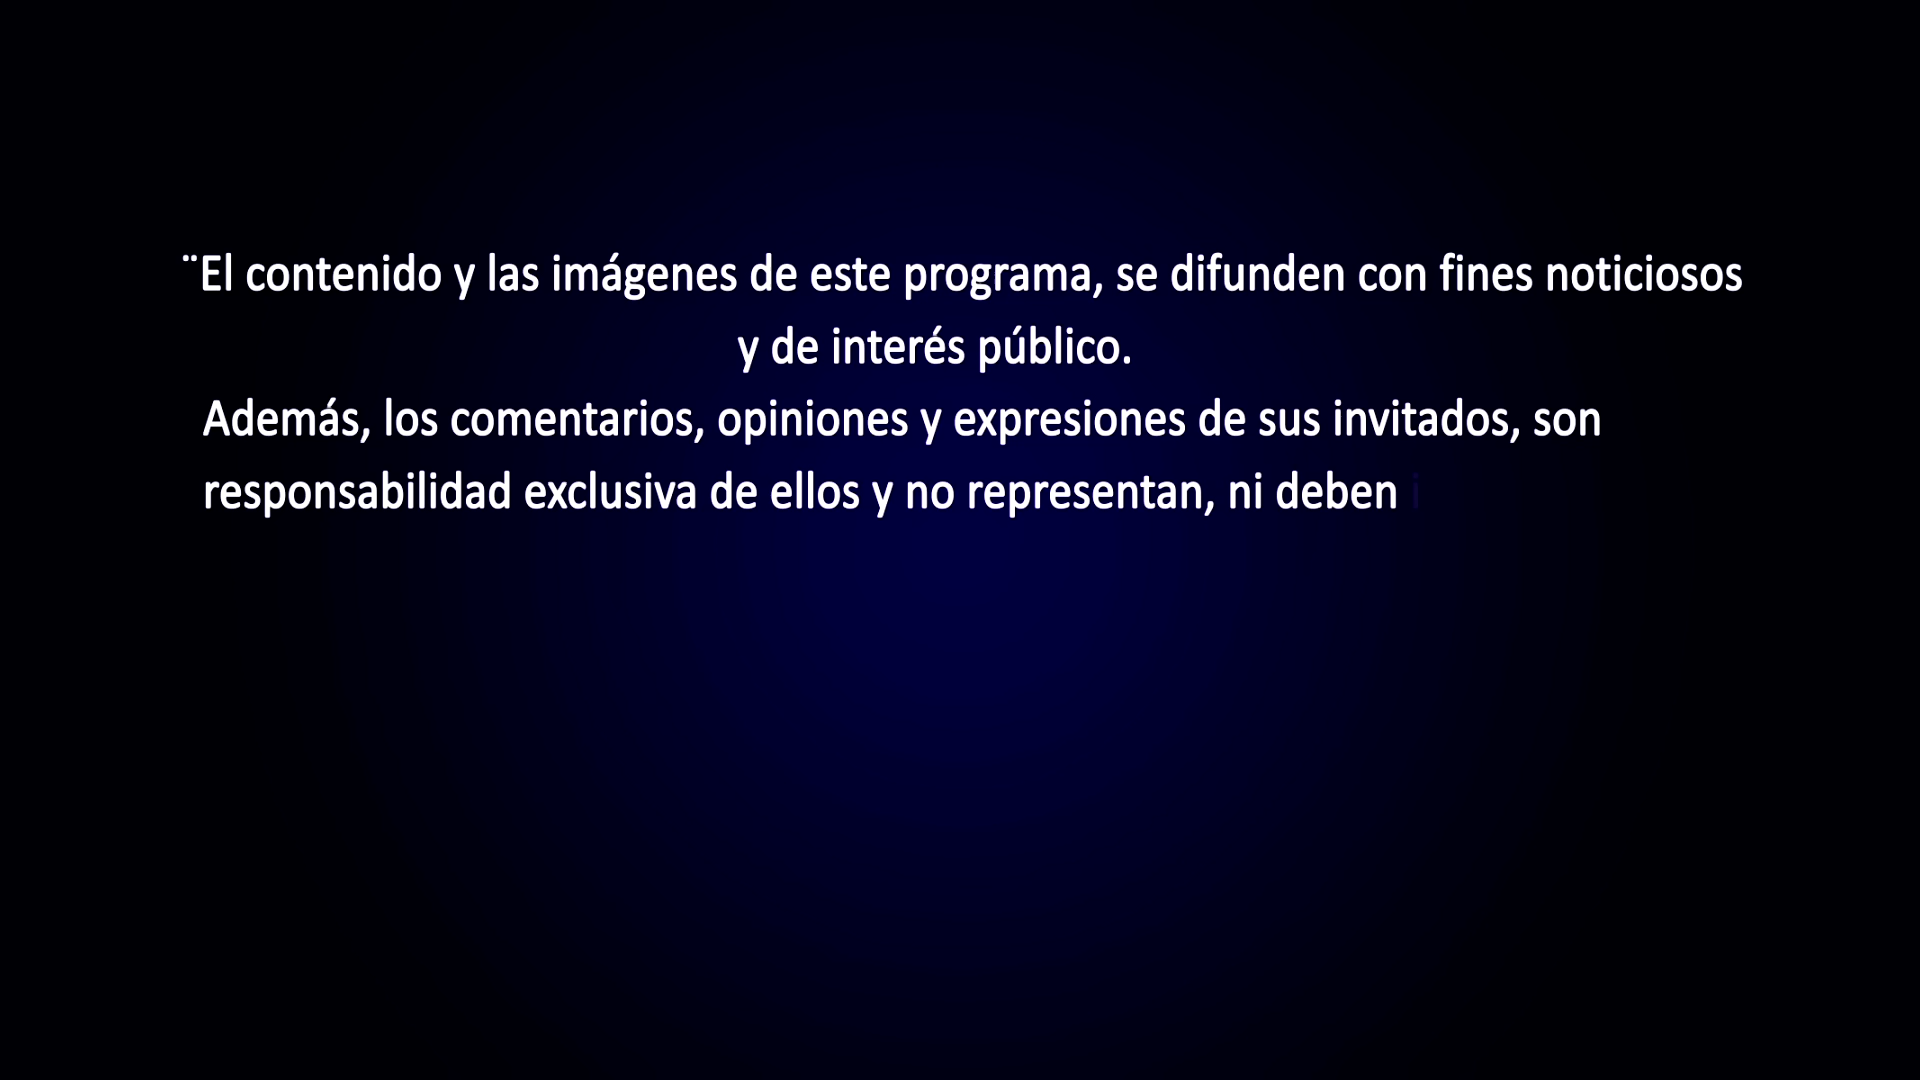 ¨El contenido y las imágenes de este programa, se difunden con fines noticiosos
y de interés público.
Además, los comentarios, opiniones y expresiones de sus invitados, son
responsabilidad exclusiva de ellos y no representan, ni deben i